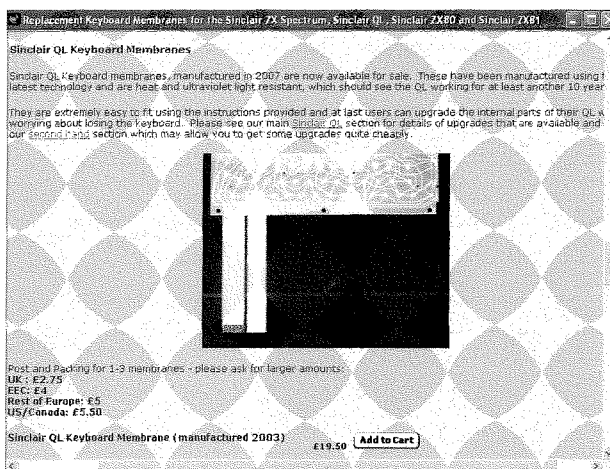 Replacement Keyboard Membranes for the Sinclair ZX Spectrum, Sinclair QL, Sinclair ZX80 and Sinclair ZX81
Sinclair QL Keyboard Membranes
Sinclair QL Keyboard membranes, manufactured in 2007 are now available for sale. These have been manufactured using
latest technology and are heat and ultraviolet light resistant, which should see the QL working for at least another 10 year
They are extremely easy to fit using the instructions provided and at last users can upgrade the internal parts of their QL w
worrying about losing the keyboard. Please see our main Sinclair QL section for details of upgrades that are available and
our second hand section which may allow you to get some upgrades quite cheaply.
Post and Packing for 1-3 membranes - please ask for larger amounts:
UK : £2.75
EEC: £4
Rest of Europe: £5
US/Canada: £5.50
Sinclair QL Keyboard Membrane (manufactured 2003) £19.50 Add to Cart